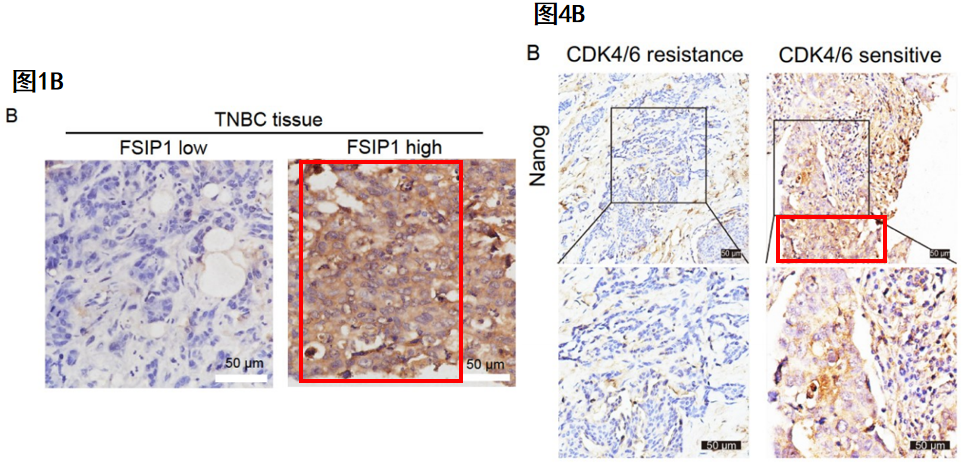 图1B
B
TNBC tissue
FSIP1 low
FSIP1 high
50 μm
50 μm
图4B
B
CDK4/6 resistance
CDK4/6 sensitive
Nanog
50 μm
50 μm
50 μm
50 μm